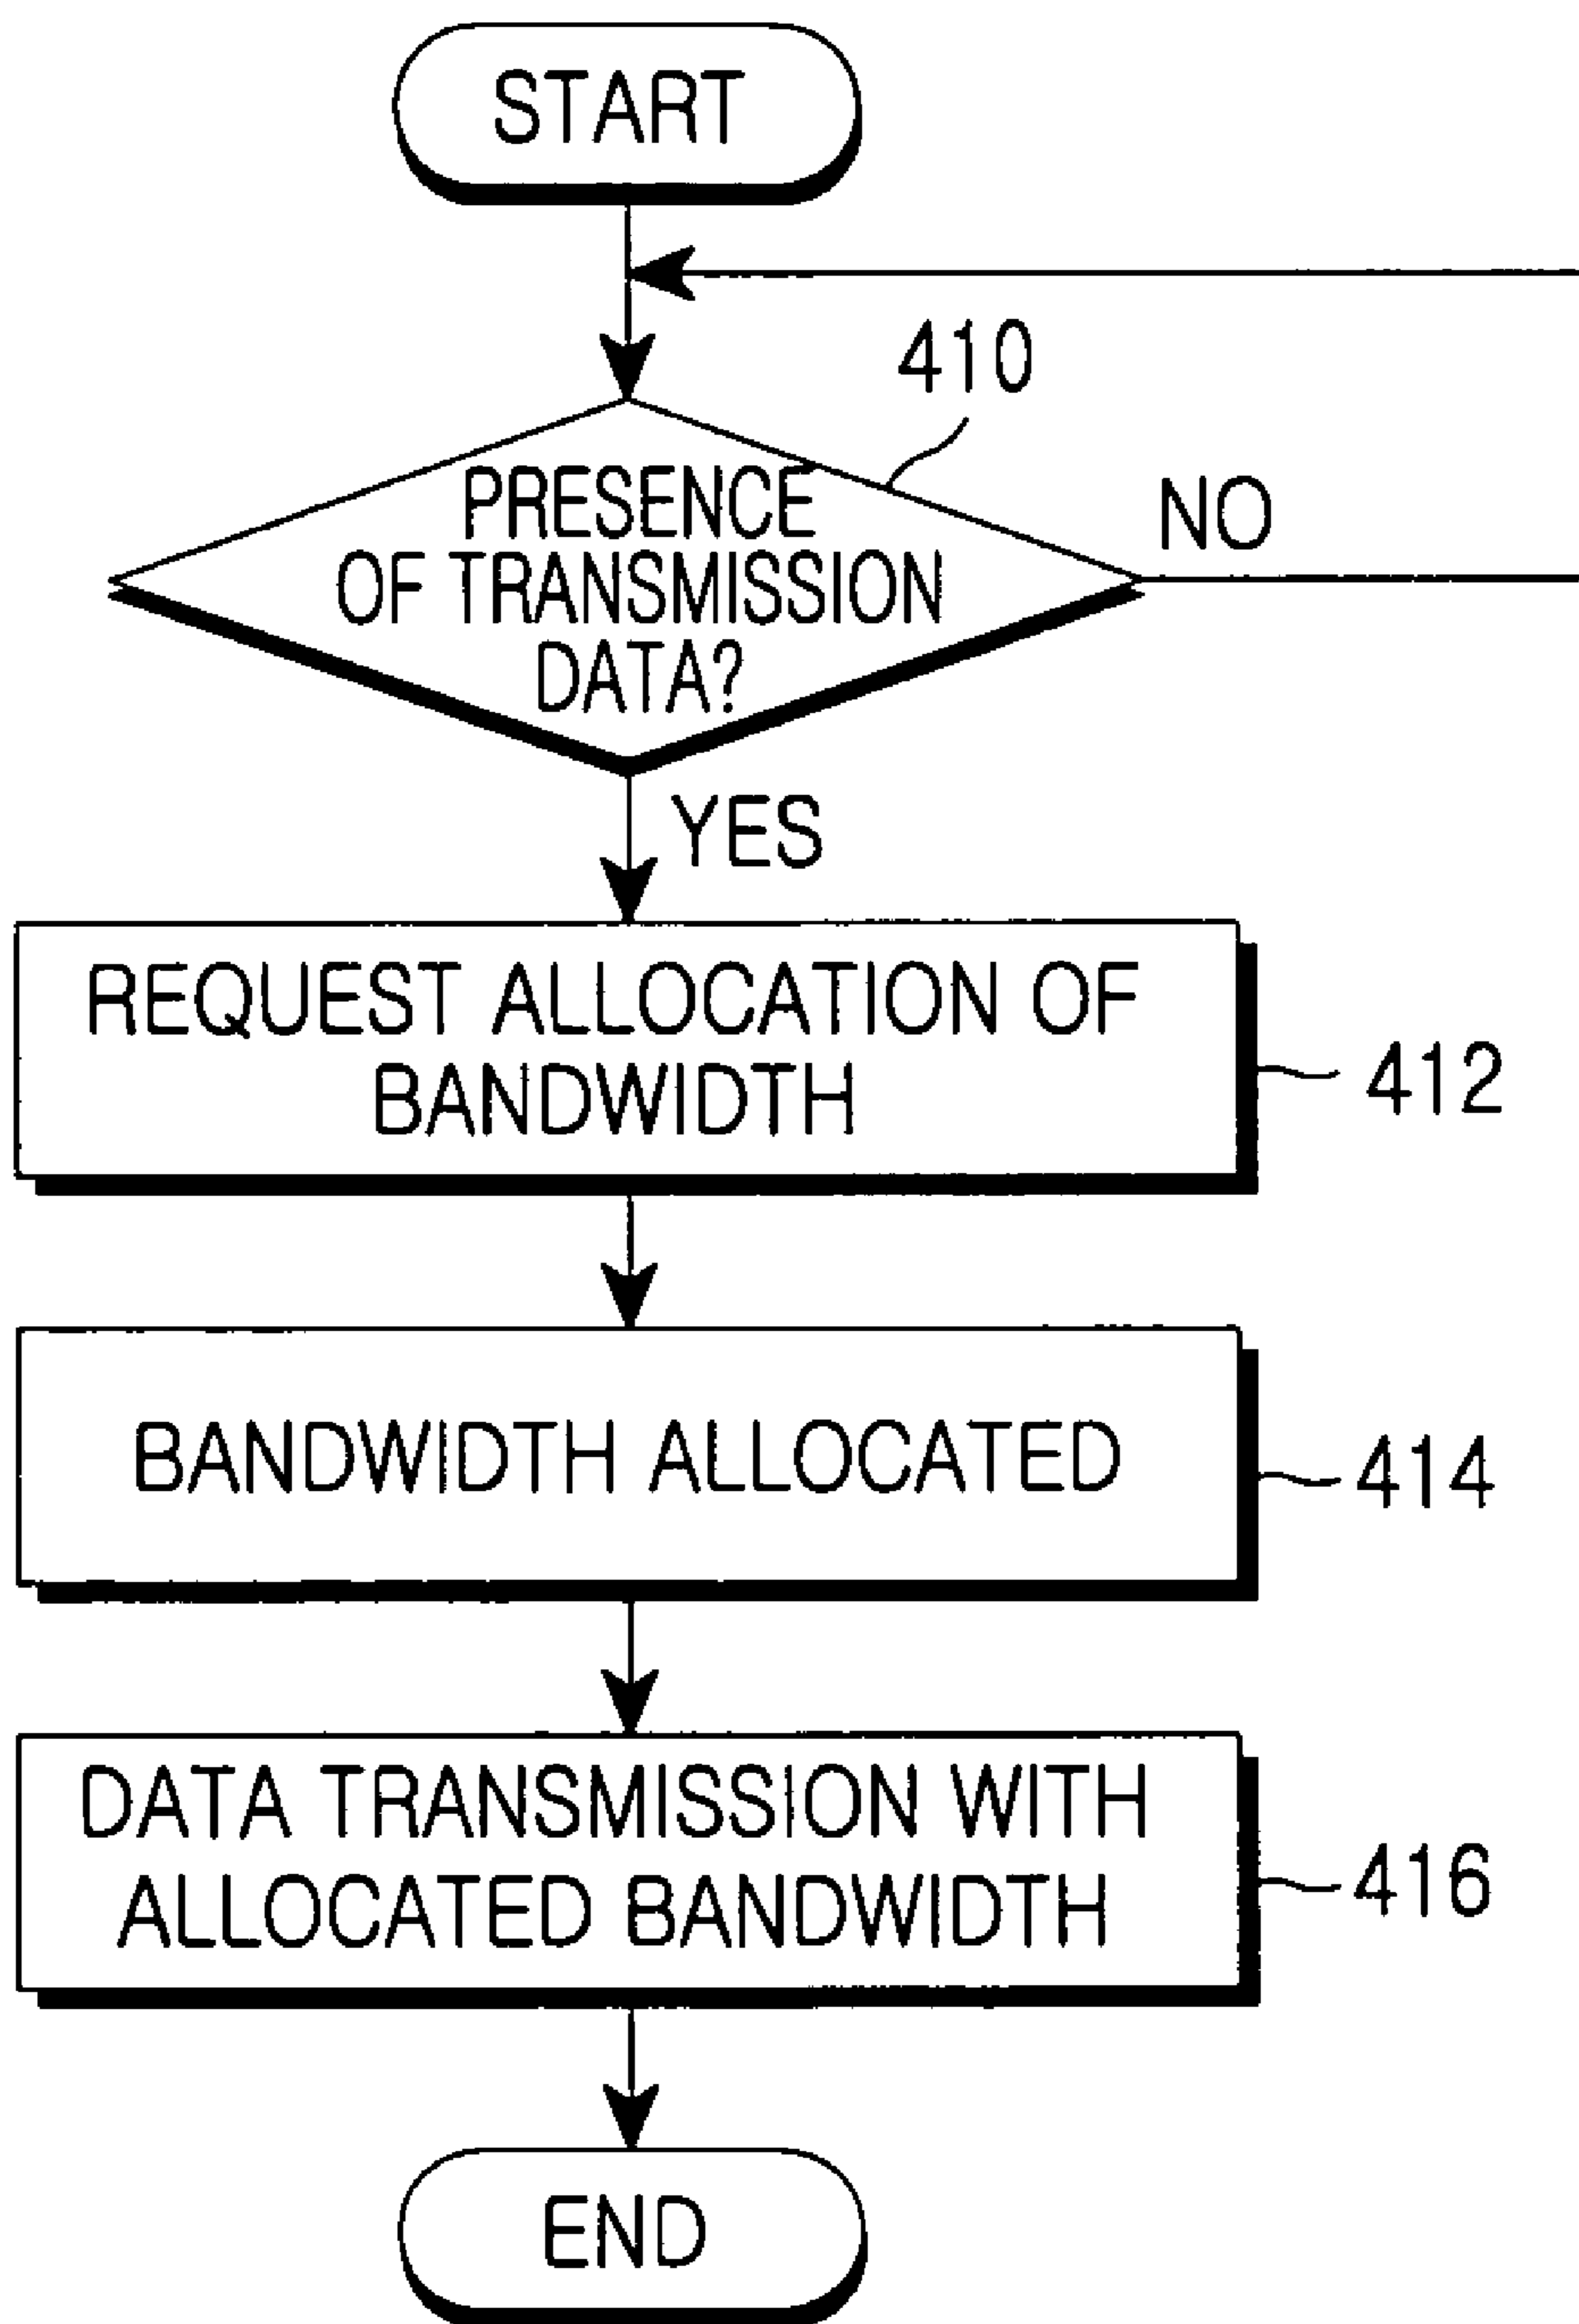 START
410
PRESENCE
OF TRANSMISSION
DATA?
NO
YES
REQUEST ALLOCATION OF
BANDWIDTH
412
BANDWIDTH ALLOCATED
414
DATA TRANSMISSION WITH
ALLOCATED BANDWIDTH
416
END